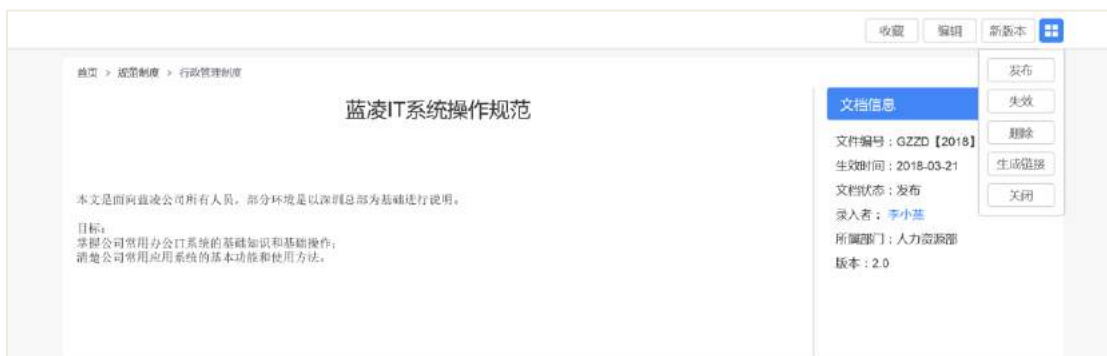 收藏 编辑 新版本
发布
失效
删除
生成链接
关闭
首页 > 规范制度 > 行政管理制度
蓝凌IT系统操作规范
本文是面向蓝凌公司所有人员，部分环境是以深圳总部为基础进行说明。
目标：
掌握公司常用办公IT系统的基础知识和基础操作；
清楚公司常用应用系统的基本功能和使用方法。
文档信息
文件编号：GZZD【2018】
生效时间：2018-03-21
文档状态：发布
录入者：李小燕
所属部门：人力资源部
版本：2.0